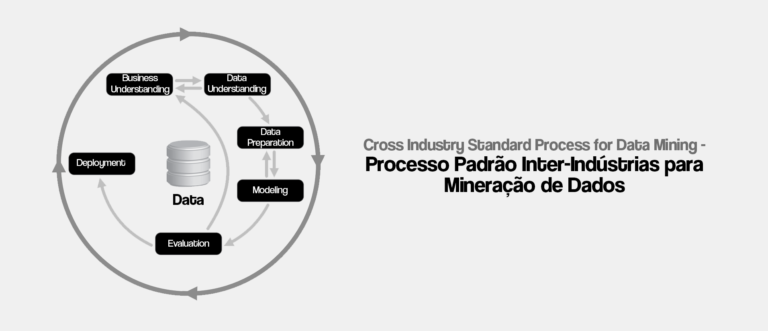 Business
Understanding
Data
Understanding
Data
Preparation
Deployment
Modeling
Data
Evaluation
Cross Industry Standard Process for Data Mining -
Processo Padrão Inter-Indústrias para
Mineração de Dados